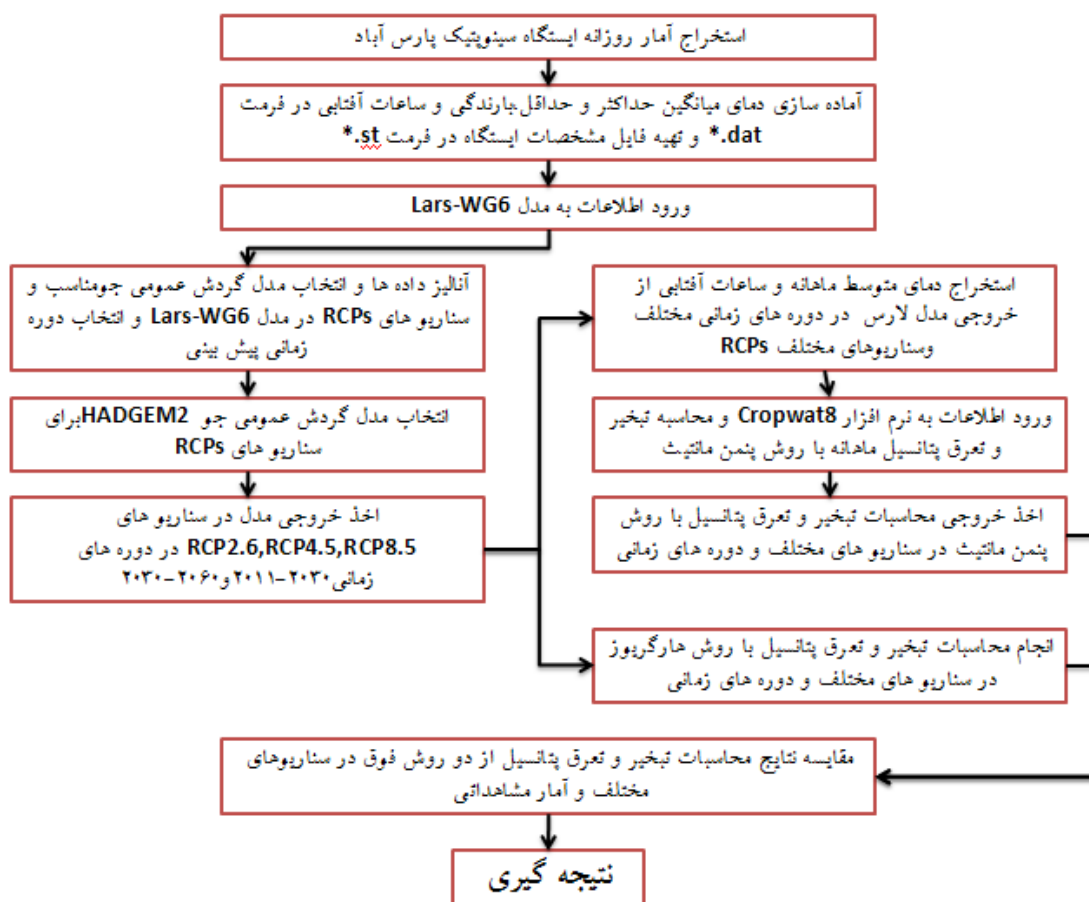 استخراج آمار روزانه ایستگاه سینوپتیک پارس آباد
آماده سازی دمای میانگین حداکثر و حداقل،بارندگی و ساعات آفتابی در فرمت
*.dat و تهیه فایل مشخصات ایستگاه در فرمت *.st
ورود اطلاعات به مدل Lars-WG6
آنالیز داده ها و انتخاب مدل گردش عمومی جومناسب و
سناریو های RCPs در مدل Lars-WG6 و انتخاب دوره
زمانی پیش بینی
انتخاب مدل گردش عمومی جو HADGEM2برای
سناریو های RCPs
اخذ خروجی مدل در سناریو های
RCP2.6,RCP4.5,RCP8.5 در دوره های
زمانی۲۰۳۰-۲۰۱۱و۲۰۶۰-۲۰۳۰
استخراج دمای متوسط ماهانه و ساعات آفتابی از
خروجی مدل لارس در دوره های زمانی مختلف
وسناریوهای مختلف RCPs
ورود اطلاعات به نرم افزار Cropwat8 و محاسبه تبخیر
و تعرق پتانسیل ماهانه با روش پنمن مانتیث
اخذ خروجی محاسبات تبخیر و تعرق پتانسیل با روش
پنمن مانتیث در سناریو های مختلف و دوره های زمانی
انجام محاسبات تبخیر و تعرق پتانسیل با روش هارگریوز
در سناریو های مختلف و دوره های زمانی
مقایسه نتایج محاسبات تبخیر و تعرق پتانسیل از دو روش فوق در سناریوهای
مختلف و آمار مشاهداتی
نتیجه گیری